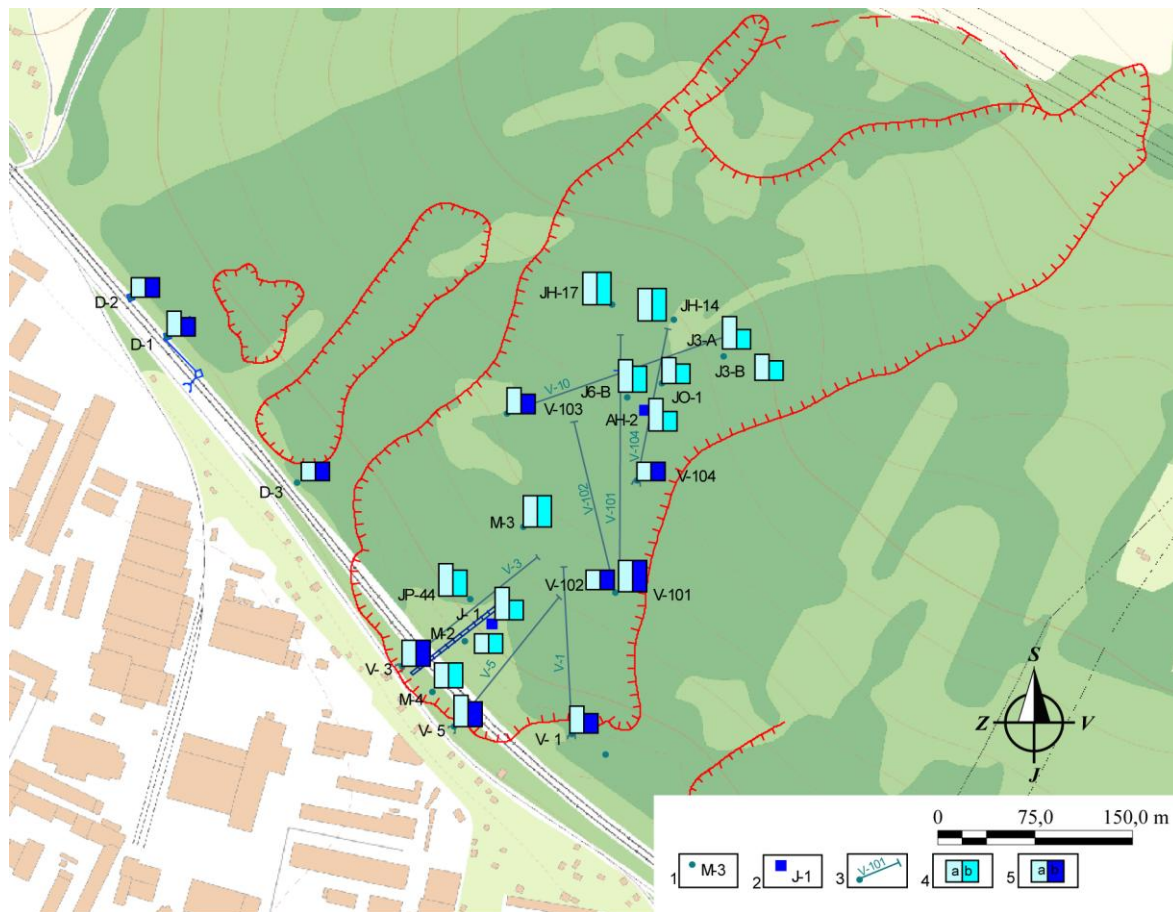 D-2
D-1
JH-17
JH-14
J3-A
J3-B
J6-B
JO-1
V-10
V-103
AH-2
V-104
V-104
D-3
V-102
V-101
M-3
V-3
V-102
V-101
JP-44
J- 1
M-2
V- 3
V-5
V-1
M-4
V- 5
V- 1
S
Z V
J
0 75,0 150,0 m
1 M-3 2 J-1 3 V-101 4 a b 5 a b